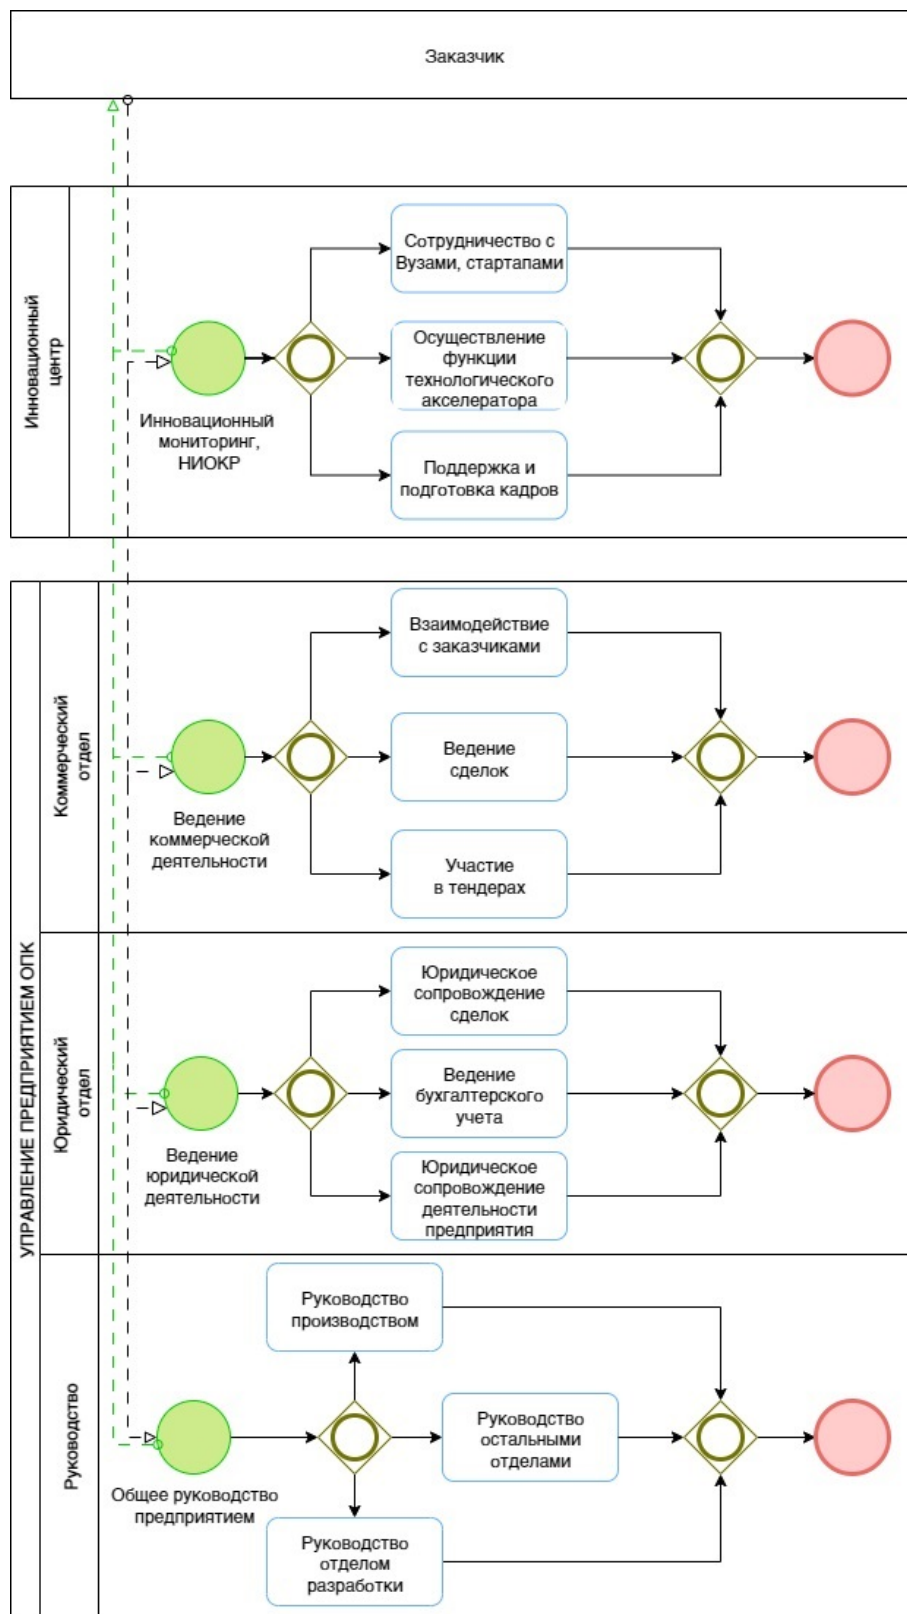 Заказчик
Инновационный
центр
Сотрудничество с
Вузами, стартапами
Осуществление
функции
технологического
акселератора
Инновационный
мониторинг,
НИОКР
Поддержка и
подготовка кадров
УПРАВЛЕНИЕ ПРЕДПРИЯТИЕМ ОПК
Коммерческий
отдел
Взаимодействие
с заказчиками
Ведение
сделок
Ведение
коммерческой
деятельности
Участие
в тендерах
Юридический
отдел
Юридическое
сопровождение
сделок
Ведение
бухгалтерского
учета
Ведение
юридической
деятельности
Юридическое
сопровождение
деятельности
предприятия
Руководство
Руководство
производством
Руководство
остальными
отделами
Общее руководство
предприятием
Руководство
отделом
разработки